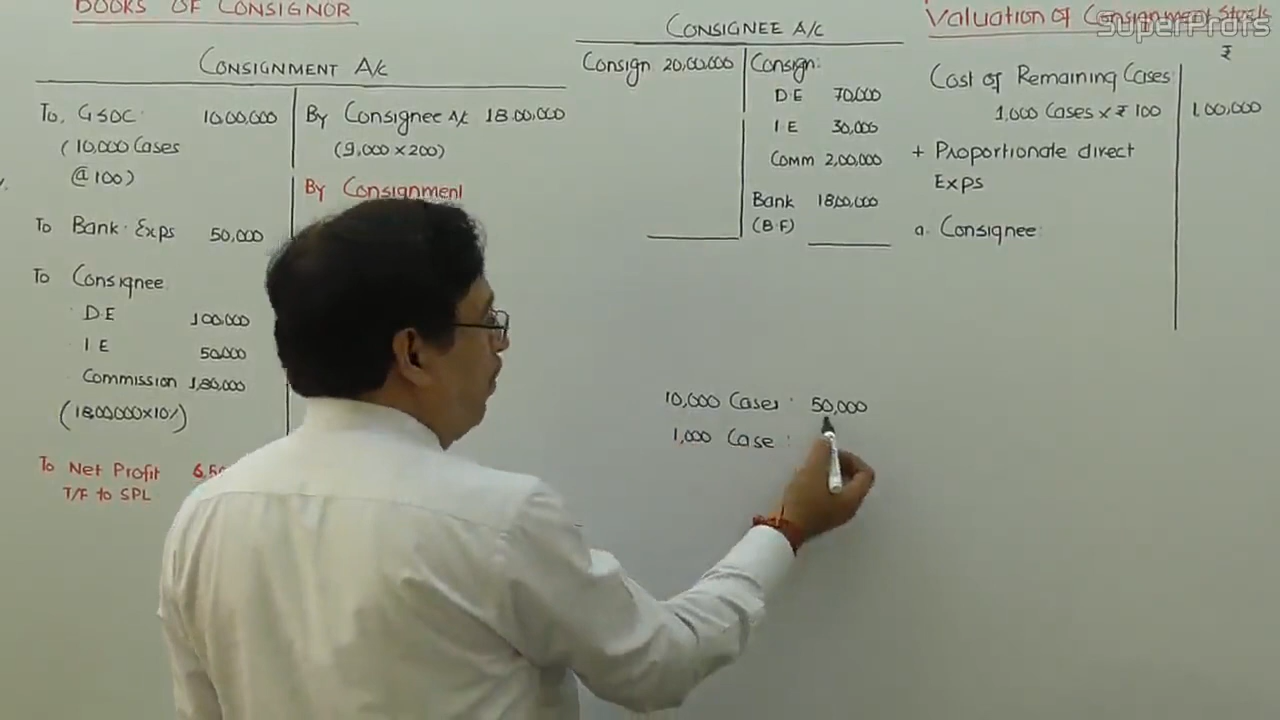 BOOKS OF CONSIGNOR
CONSIGNMENT A/c
To, GSOC 10,00,000
(10,000 Cases
@ 100)
To Bank Exps 50,000
To Consignee
D E 1,00,000
I E 50,000
Commission 1,80,000
(18,00,000 x 10%)
To Net Profit
T/F to SPL
By Consignee A/c 18,00,000
(9,000 x 200)
By Consignment
CONSIGNEE A/c
Consign 20,00,000
Consign:
D E 70,000
I E 30,000
Comm 2,00,000
Bank 18,00,000
(B.F)
10,000 Cases : 50,000
1,000 Case :
Valuation of Consignment Stock
SuperProfs
₹
Cost of Remaining Cases
1,000 Cases x ₹ 100 1,00,000
+ Proportionate direct
Exps
a. Consignee: